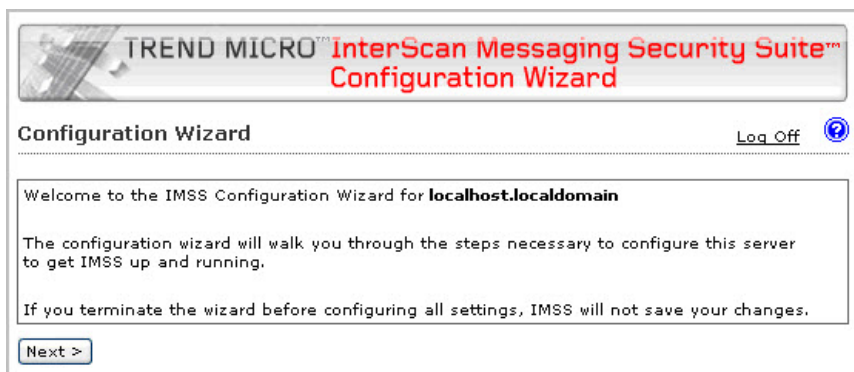 TREND MICRO™ InterScan Messaging Security Suite™
Configuration Wizard
Configuration Wizard
Log Off
?
Welcome to the IMSS Configuration Wizard for localhost.localdomain
The configuration wizard will walk you through the steps necessary to configure this server
to get IMSS up and running.
If you terminate the wizard before configuring all settings, IMSS will not save your changes.
Next >